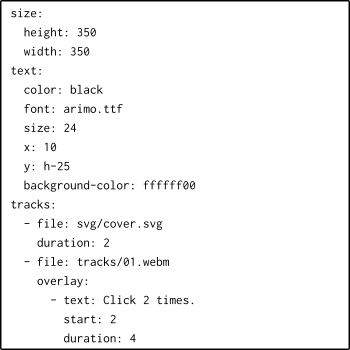 size:
  height: 350
  width: 350
text:
  color: black
  font: arimo.ttf
  size: 24
  x: 10
  y: h-25
  background-color: ffffff00
tracks:
  - file: svg/cover.svg
    duration: 2
  - file: tracks/01.webm
    overlay:
      - text: Click 2 times.
        start: 2
        duration: 4